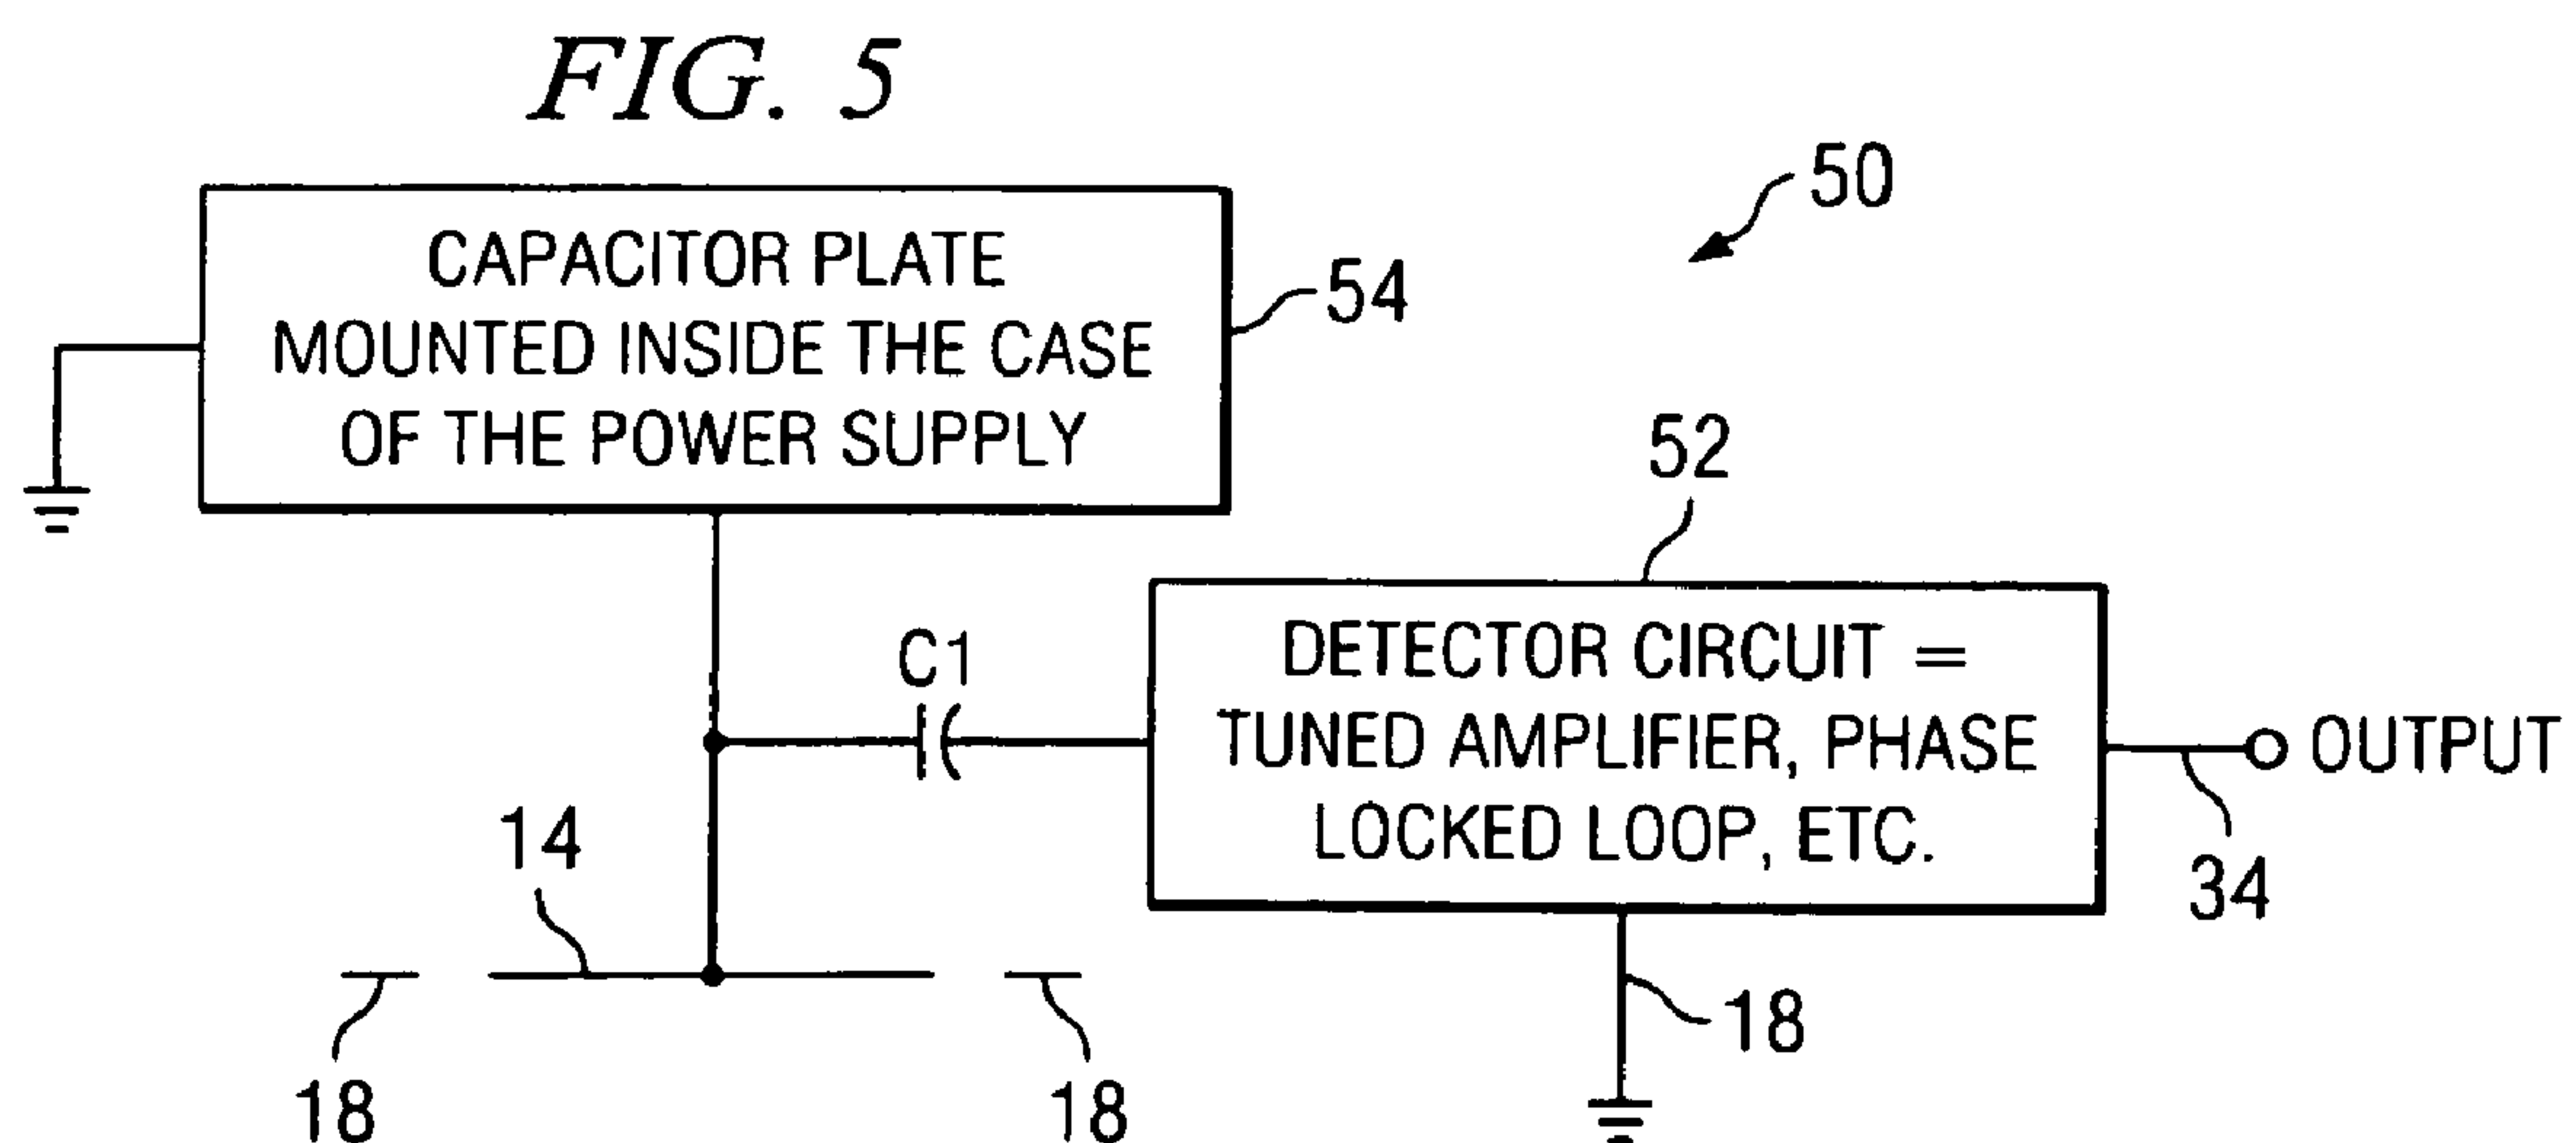 FIG. 5
50
CAPACITOR PLATE
MOUNTED INSIDE THE CASE
OF THE POWER SUPPLY
54
52
C1
DETECTOR CIRCUIT =
TUNED AMPLIFIER, PHASE
LOCKED LOOP, ETC.
OUTPUT
34
14
18
18
18